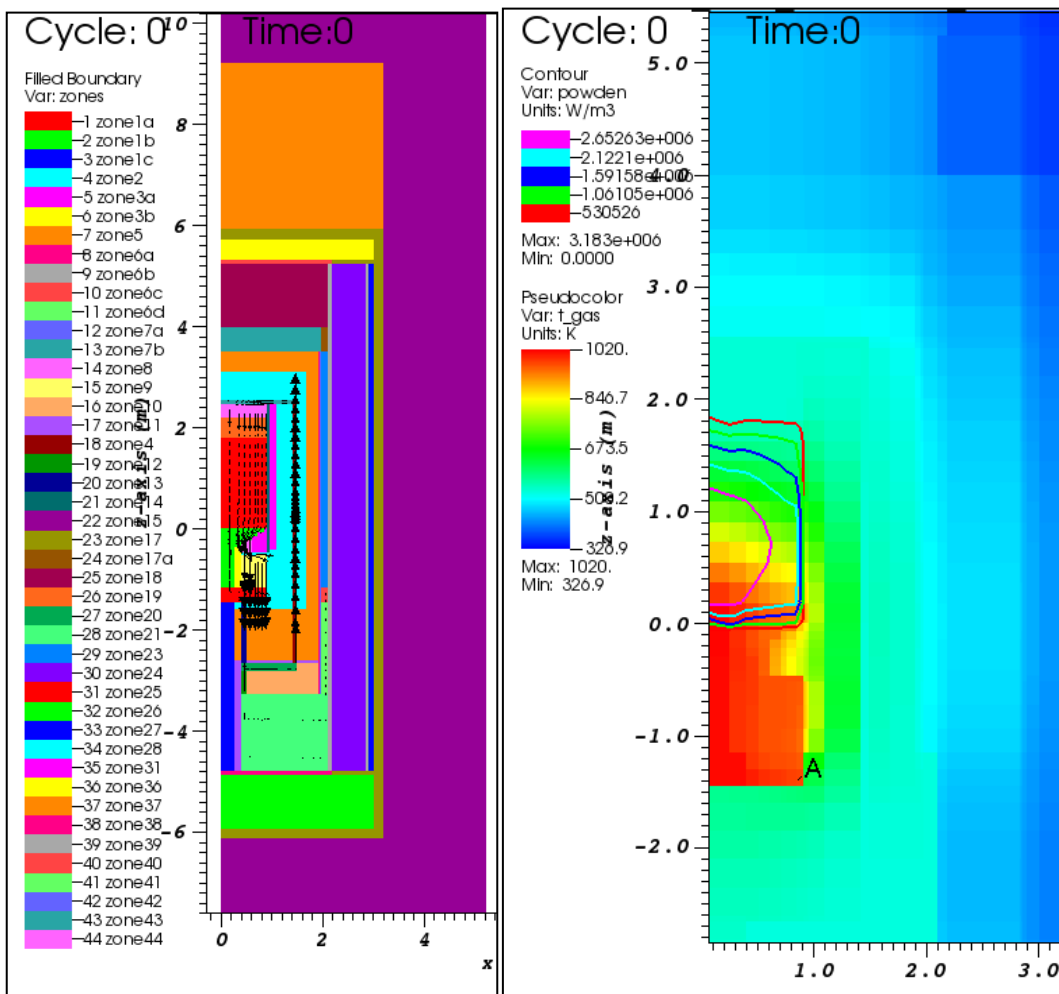 Cycle: 0
Time:0
Filled Boundary
Var: zones
1 zone1a
2 zone1b
3 zone1c
4 zone2
5 zone3a
6 zone3b
7 zone5
8 zone6a
9 zone6b
10 zone6c
11 zone6d
12 zone7a
13 zone7b
14 zone8
15 zone9
16 zone10
17 zone11
18 zone4
19 zone12
20 zone13
21 zone14
22 zone15
23 zone17
24 zone17a
25 zone18
26 zone19
27 zone20
28 zone21
29 zone23
30 zone24
31 zone25
32 zone26
33 zone27
34 zone28
35 zone31
36 zone36
37 zone37
38 zone38
39 zone39
40 zone40
41 zone41
42 zone42
43 zone43
44 zone44
z-axis (m)
10
8
6
4
2
0
-2
-4
-6
0 2 4
x
Cycle: 0
Time:0
Contour
Var: powden
Units: W/m3
2.65263e+006
2.1221e+006
1.59158e+006
1.06105e+006
530526
Max: 3.183e+006
Min: 0.0000
Pseudocolor
Var: t_gas
Units: K
1020.
846.7
673.5
500.2
326.9
Max: 1020.
Min: 326.9
z-axis (m)
5.0
4.0
3.0
2.0
1.0
0.0
-1.0
-2.0
A
1.0 2.0 3.0